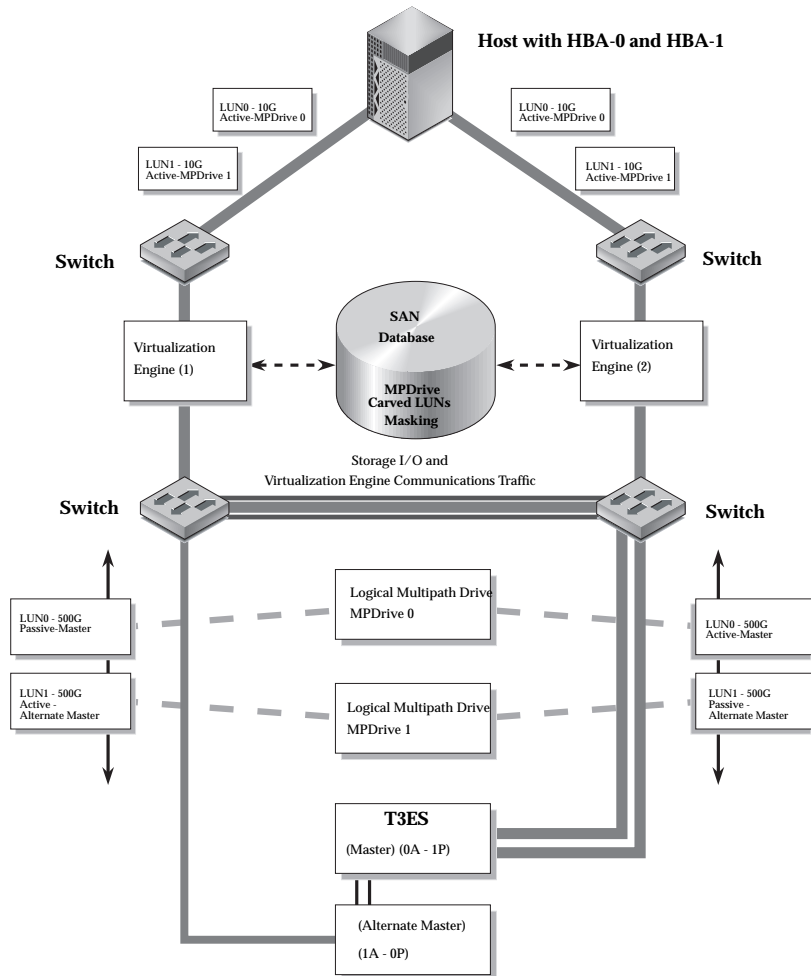 Host with HBA-0 and HBA-1
LUN0 - 10G
Active-MPDrive 0
LUN0 - 10G
Active-MPDrive 0
LUN1 - 10G
Active-MPDrive 1
LUN1 - 10G
Active-MPDrive 1
Switch
Switch
Virtualization
Engine (1)
SAN
Database
MPDrive
Carved LUNs
Masking
Virtualization
Engine (2)
Storage I/O and
Virtualization Engine Communications Traffic
Switch
Switch
LUN0 - 500G
Passive-Master
Logical Multipath Drive
MPDrive 0
LUN0 - 500G
Active-Master
LUN1 - 500G
Active -
Alternate Master
Logical Multipath Drive
MPDrive 1
LUN1 - 500G
Passive -
Alternate Master
T3ES
(Master) (0A - 1P)
(Alternate Master)
(1A - 0P)